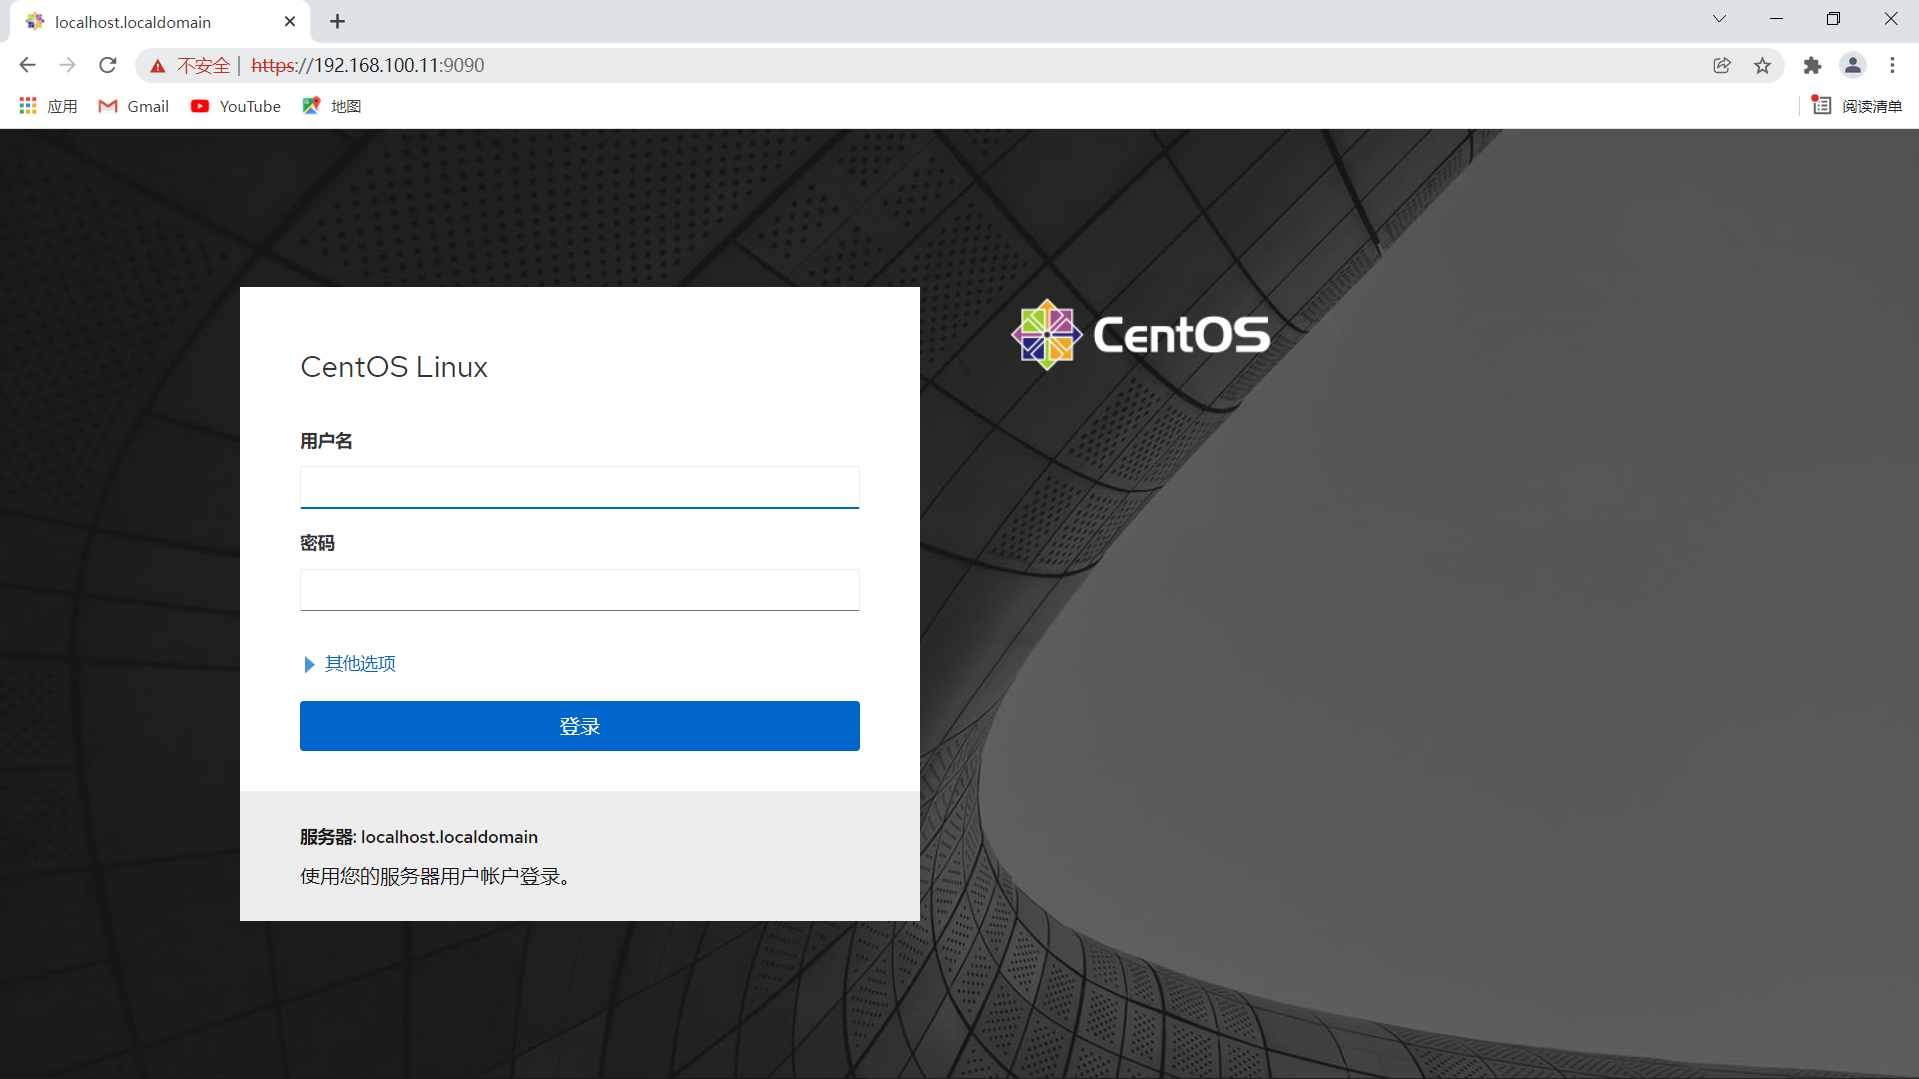 localhost.localdomain
不安全 | https://192.168.100.11:9090
应用 Gmail YouTube 地图 阅读清单
CentOS
CentOS Linux
用户名
密码
其他选项
登录
服务器: localhost.localdomain
使用您的服务器用户帐户登录。